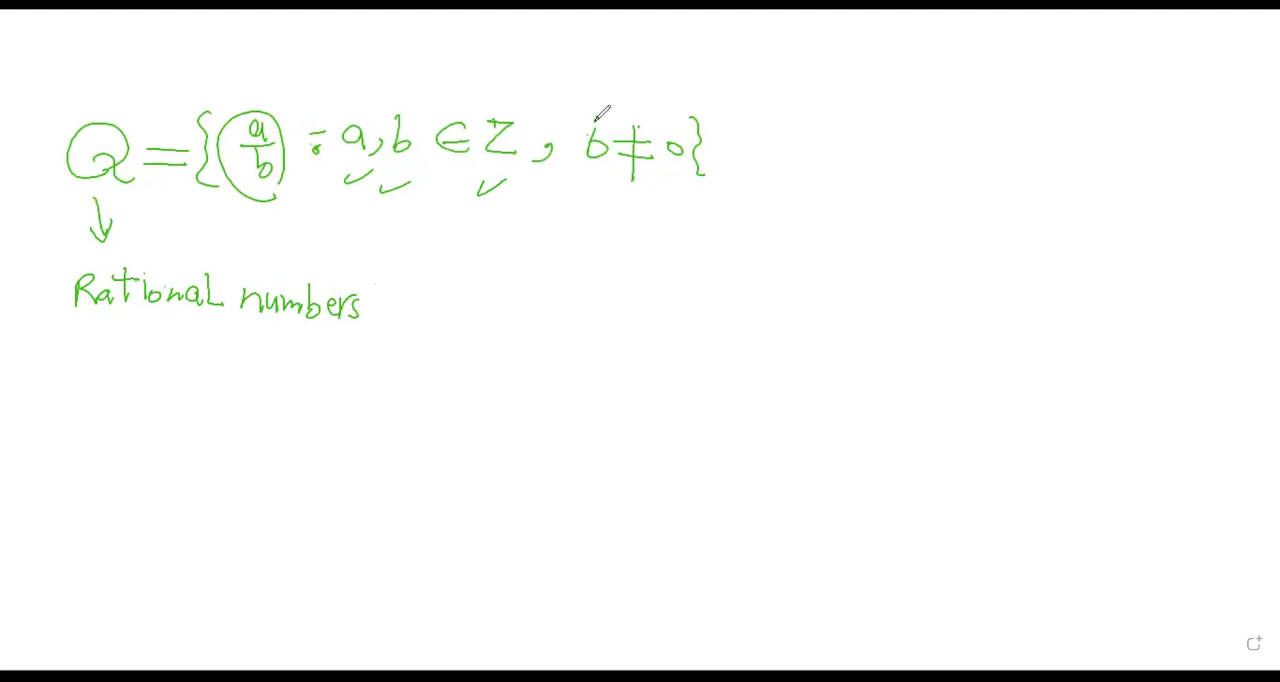 Q = { a/b : a, b ∈ Z , b ≠ 0 }
↓
Rational numbers